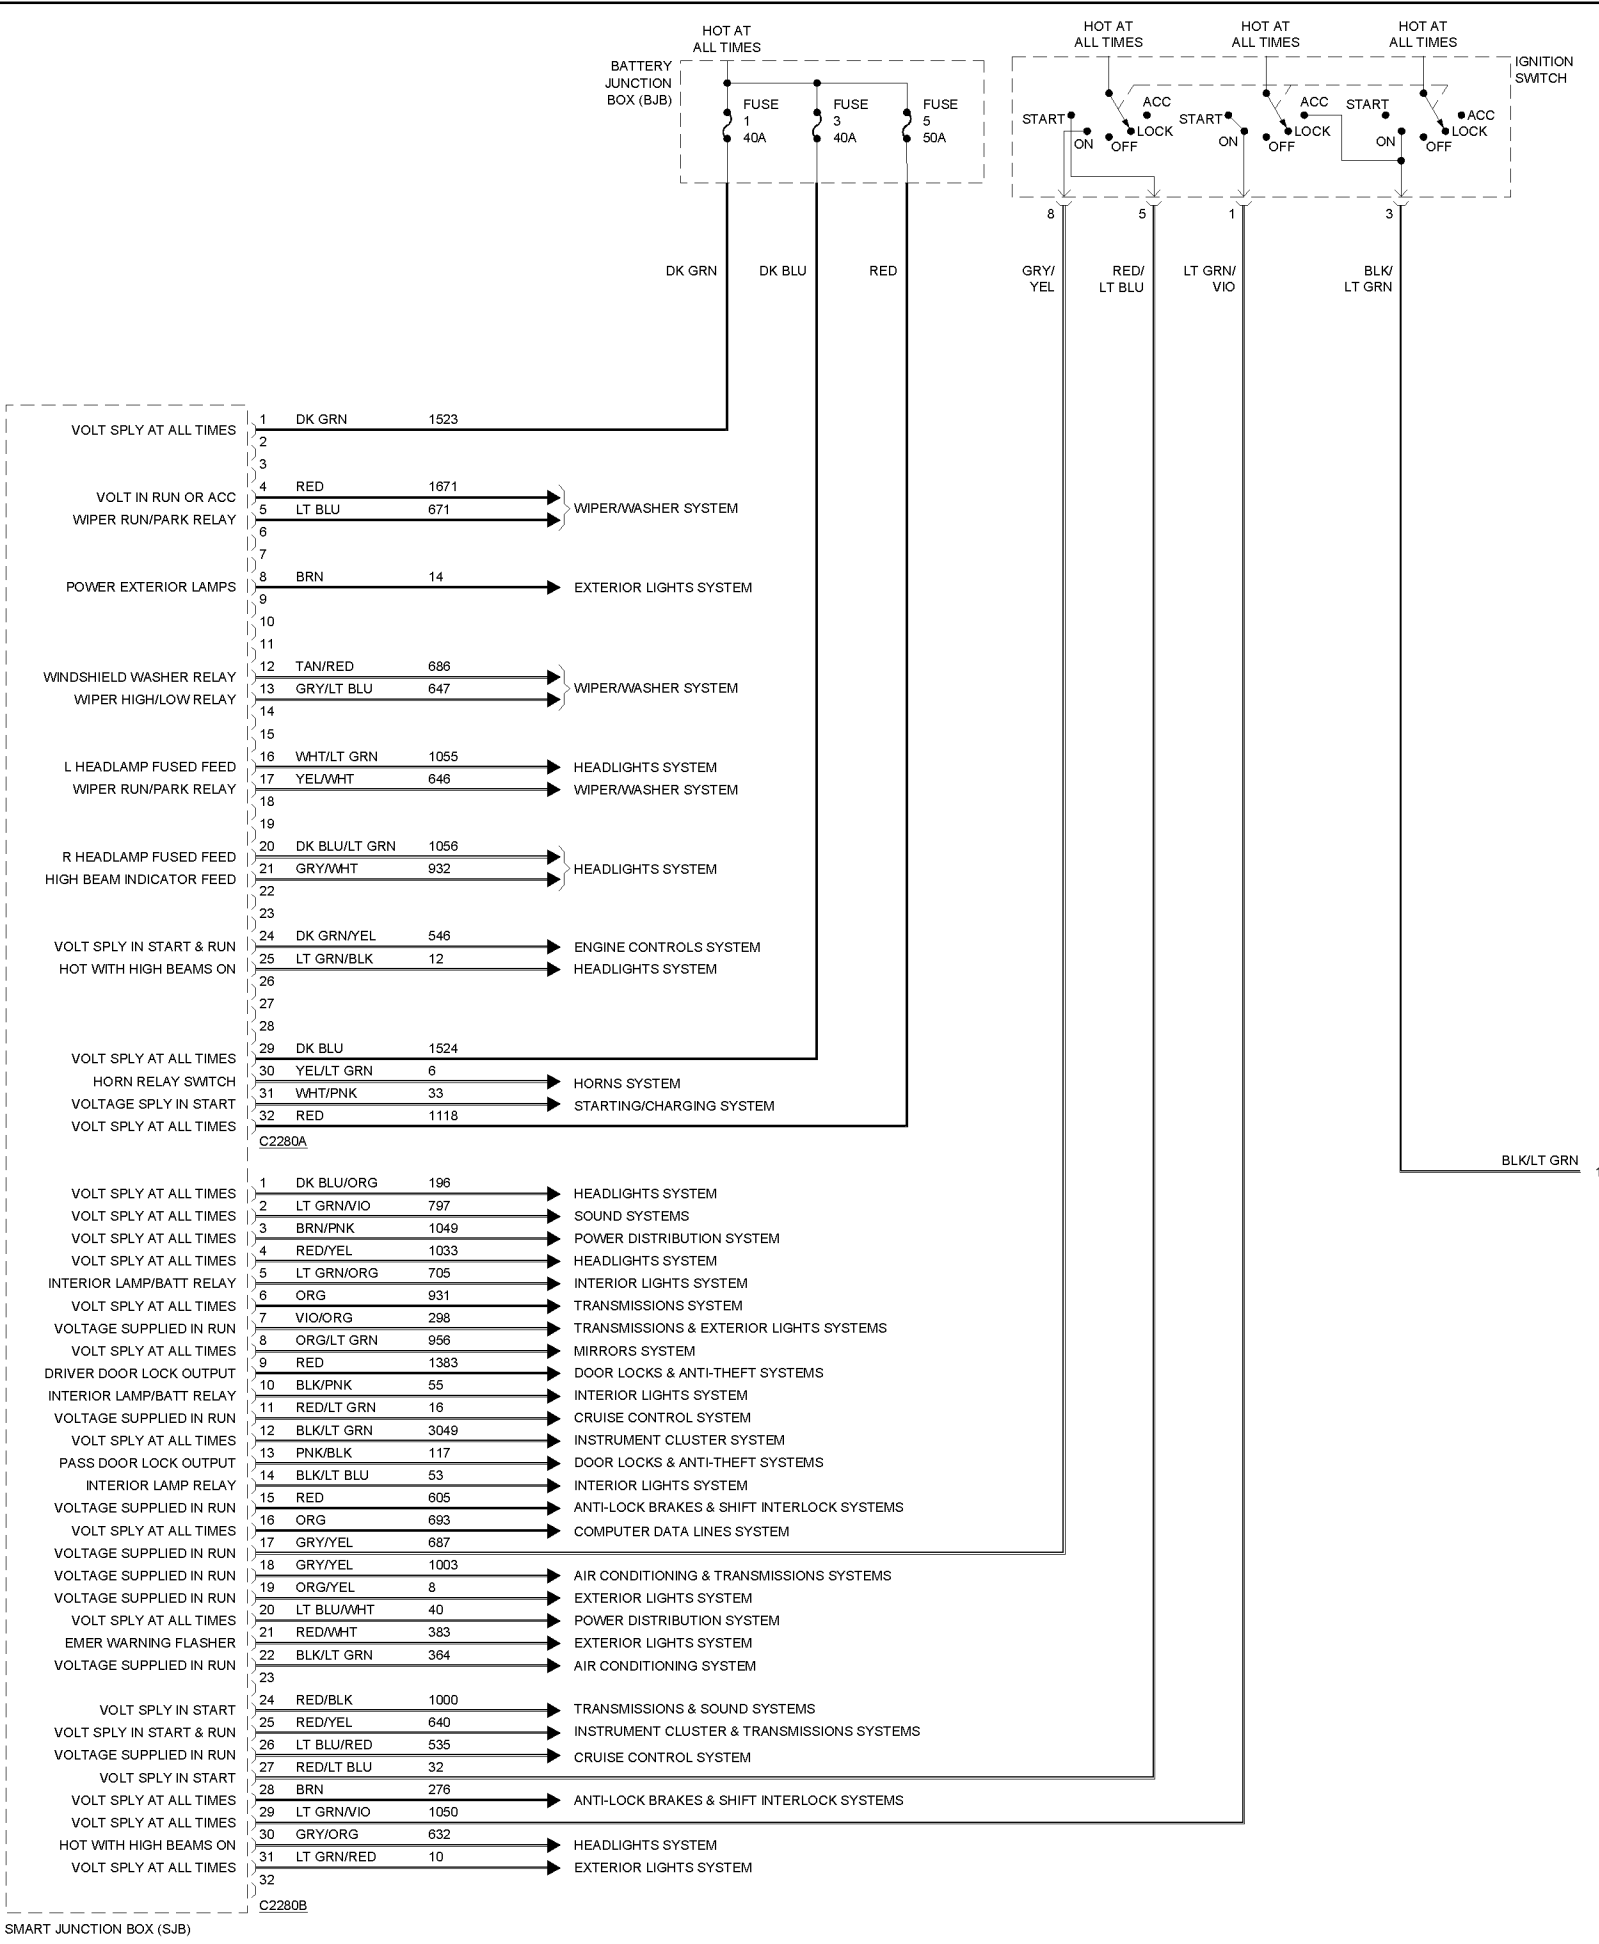 HOT AT
ALL TIMES
BATTERY
JUNCTION
BOX (BJB)
FUSE
1
40A
FUSE
3
40A
FUSE
5
50A
HOT AT
ALL TIMES
HOT AT
ALL TIMES
HOT AT
ALL TIMES
IGNITION
SWITCH
START
ON
OFF
LOCK
ACC
START
ON
OFF
LOCK
ACC
START
ON
OFF
LOCK
ACC
8
5
1
3
DK GRN
DK BLU
RED
GRY/
YEL
RED/
LT BLU
LT GRN/
VIO
BLK/
LT GRN
VOLT SPLY AT ALL TIMES 1 DK GRN 1523
2
3
VOLT IN RUN OR ACC 4 RED 1671
WIPER RUN/PARK RELAY 5 LT BLU 671
WIPER/WASHER SYSTEM
6
7
POWER EXTERIOR LAMPS 8 BRN 14 EXTERIOR LIGHTS SYSTEM
9
10
11
WINDSHIELD WASHER RELAY 12 TAN/RED 686
WIPER HIGH/LOW RELAY 13 GRY/LT BLU 647
WIPER/WASHER SYSTEM
14
15
L HEADLAMP FUSED FEED 16 WHT/LT GRN 1055 HEADLIGHTS SYSTEM
WIPER RUN/PARK RELAY 17 YEL/WHT 646 WIPER/WASHER SYSTEM
18
19
R HEADLAMP FUSED FEED 20 DK BLU/LT GRN 1056
HIGH BEAM INDICATOR FEED 21 GRY/WHT 932
HEADLIGHTS SYSTEM
22
23
VOLT SPLY IN START & RUN 24 DK GRN/YEL 546 ENGINE CONTROLS SYSTEM
HOT WITH HIGH BEAMS ON 25 LT GRN/BLK 12 HEADLIGHTS SYSTEM
26
27
28
VOLT SPLY AT ALL TIMES 29 DK BLU 1524
HORN RELAY SWITCH 30 YEL/LT GRN 6 HORNS SYSTEM
VOLTAGE SPLY IN START 31 WHT/PNK 33 STARTING/CHARGING SYSTEM
VOLT SPLY AT ALL TIMES 32 RED 1118
C2280A
BLK/LT GRN
VOLT SPLY AT ALL TIMES 1 DK BLU/ORG 196 HEADLIGHTS SYSTEM
VOLT SPLY AT ALL TIMES 2 LT GRN/VIO 797 SOUND SYSTEMS
VOLT SPLY AT ALL TIMES 3 BRN/PNK 1049 POWER DISTRIBUTION SYSTEM
VOLT SPLY AT ALL TIMES 4 RED/YEL 1033 HEADLIGHTS SYSTEM
INTERIOR LAMP/BATT RELAY 5 LT GRN/ORG 705 INTERIOR LIGHTS SYSTEM
VOLT SPLY AT ALL TIMES 6 ORG 931 TRANSMISSIONS SYSTEM
VOLTAGE SUPPLIED IN RUN 7 VIO/ORG 298 TRANSMISSIONS & EXTERIOR LIGHTS SYSTEMS
VOLT SPLY AT ALL TIMES 8 ORG/LT GRN 956 MIRRORS SYSTEM
DRIVER DOOR LOCK OUTPUT 9 RED 1383 DOOR LOCKS & ANTI-THEFT SYSTEMS
INTERIOR LAMP/BATT RELAY 10 BLK/PNK 55 INTERIOR LIGHTS SYSTEM
VOLTAGE SUPPLIED IN RUN 11 RED/LT GRN 16 CRUISE CONTROL SYSTEM
VOLT SPLY AT ALL TIMES 12 BLK/LT GRN 3049 INSTRUMENT CLUSTER SYSTEM
PASS DOOR LOCK OUTPUT 13 PNK/BLK 117 DOOR LOCKS & ANTI-THEFT SYSTEMS
INTERIOR LAMP RELAY 14 BLK/LT BLU 53 INTERIOR LIGHTS SYSTEM
VOLTAGE SUPPLIED IN RUN 15 RED 605 ANTI-LOCK BRAKES & SHIFT INTERLOCK SYSTEMS
VOLT SPLY AT ALL TIMES 16 ORG 693 COMPUTER DATA LINES SYSTEM
VOLTAGE SUPPLIED IN RUN 17 GRY/YEL 687
VOLTAGE SUPPLIED IN RUN 18 GRY/YEL 1003 AIR CONDITIONING & TRANSMISSIONS SYSTEMS
VOLTAGE SUPPLIED IN RUN 19 ORG/YEL 8 EXTERIOR LIGHTS SYSTEM
VOLT SPLY AT ALL TIMES 20 LT BLU/WHT 40 POWER DISTRIBUTION SYSTEM
EMER WARNING FLASHER 21 RED/WHT 383 EXTERIOR LIGHTS SYSTEM
VOLTAGE SUPPLIED IN RUN 22 BLK/LT GRN 364 AIR CONDITIONING SYSTEM
23
VOLT SPLY IN START 24 RED/BLK 1000 TRANSMISSIONS & SOUND SYSTEMS
VOLT SPLY IN START & RUN 25 RED/YEL 640 INSTRUMENT CLUSTER & TRANSMISSIONS SYSTEMS
VOLTAGE SUPPLIED IN RUN 26 LT BLU/RED 535 CRUISE CONTROL SYSTEM
VOLT SPLY IN START 27 RED/LT BLU 32
VOLT SPLY AT ALL TIMES 28 BRN 276 ANTI-LOCK BRAKES & SHIFT INTERLOCK SYSTEMS
VOLT SPLY AT ALL TIMES 29 LT GRN/VIO 1050
HOT WITH HIGH BEAMS ON 30 GRY/ORG 632 HEADLIGHTS SYSTEM
VOLT SPLY AT ALL TIMES 31 LT GRN/RED 10 EXTERIOR LIGHTS SYSTEM
32
C2280B
SMART JUNCTION BOX (SJB)